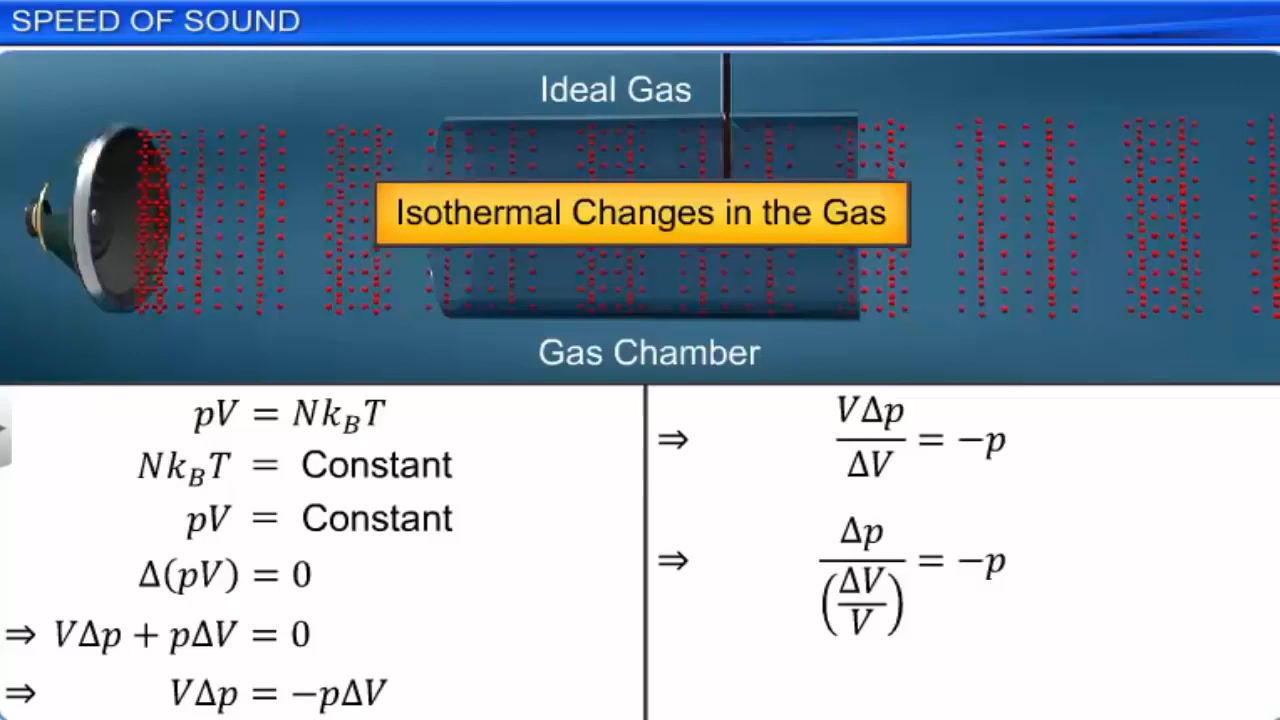 SPEED OF SOUND
Ideal Gas
Isothermal Changes in the Gas
Gas Chamber
pV = Nk_BT
Nk_BT = Constant
pV = Constant
Δ(pV) = 0
⇒ VΔp + pΔV = 0
⇒ VΔp = −pΔV
⇒ VΔp/ΔV = −p
⇒ Δp/(ΔV/V) = −p